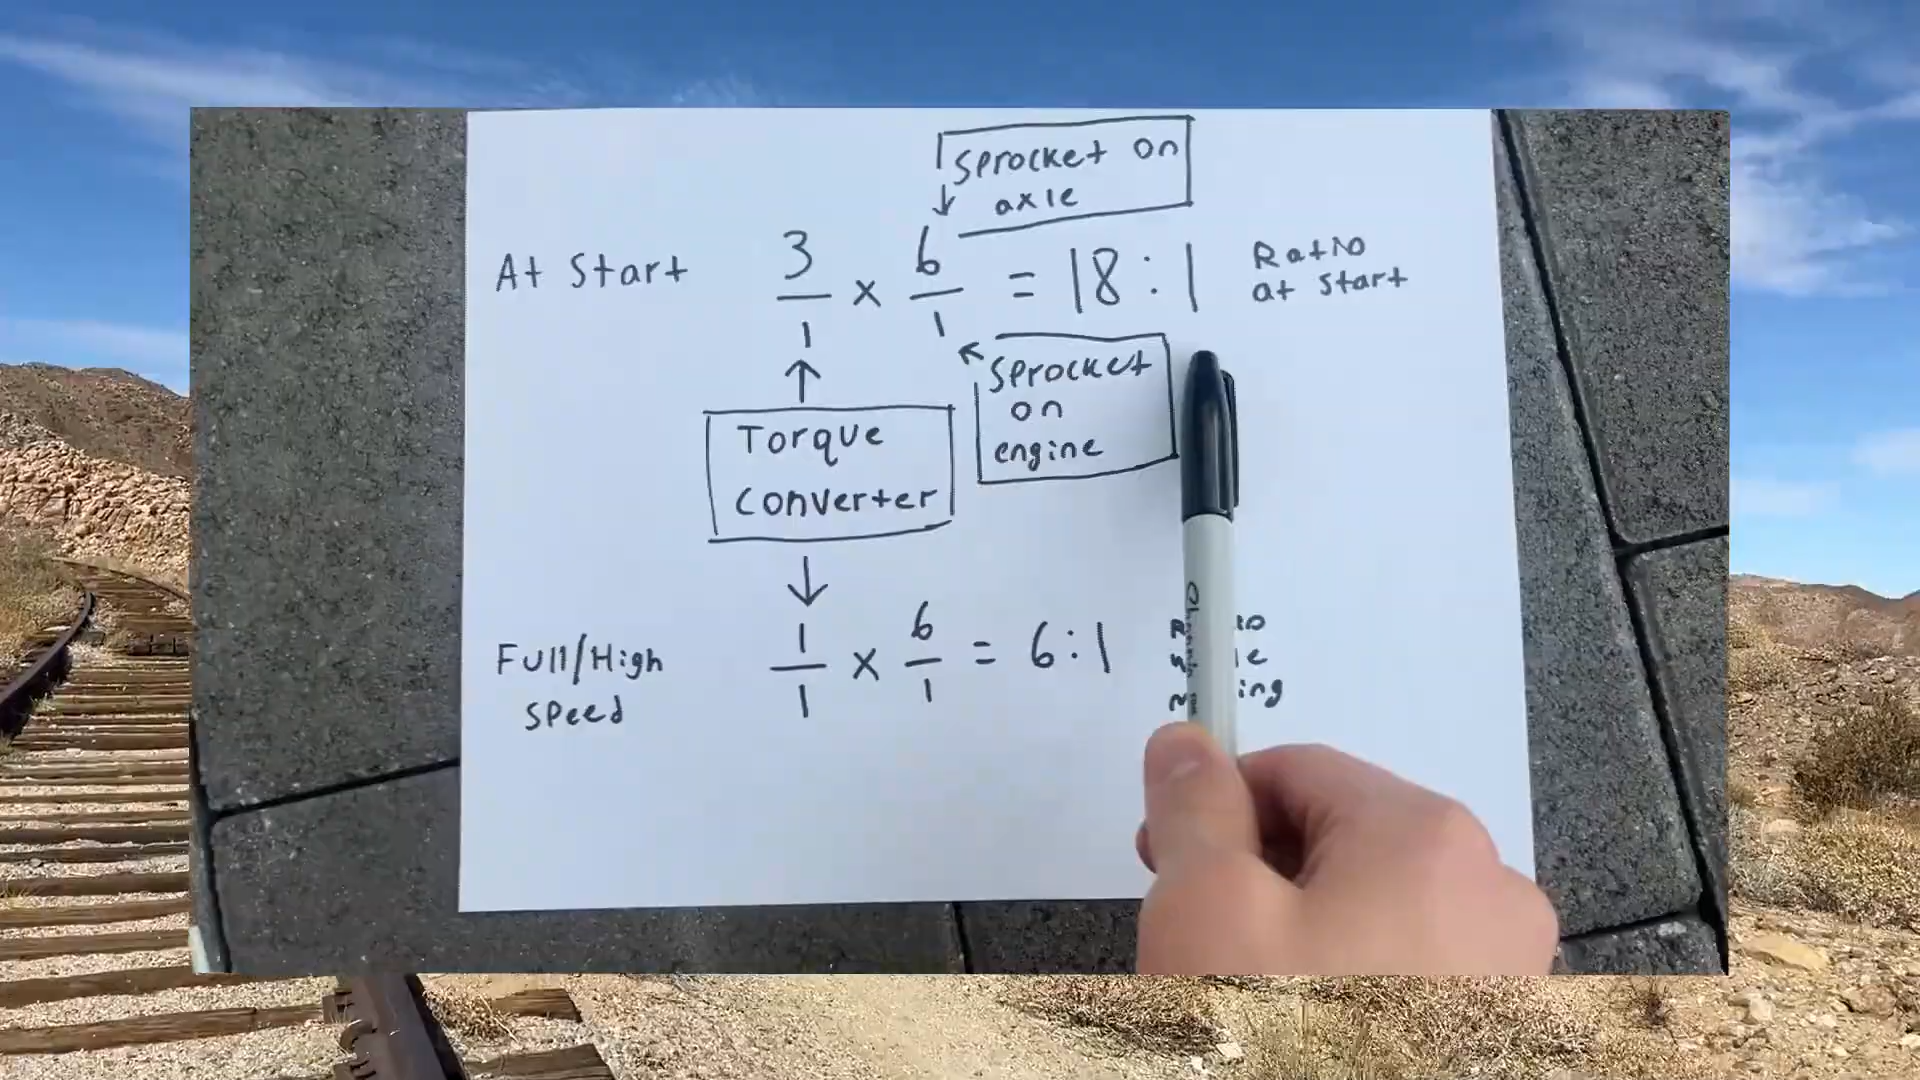 Sprocket on
axle
At Start
3/1 x 6/1 = 18:1
Ratio
at start
Sprocket
on
engine
Torque
Converter
Full/High
Speed
1/1 x 6/1 = 6:1